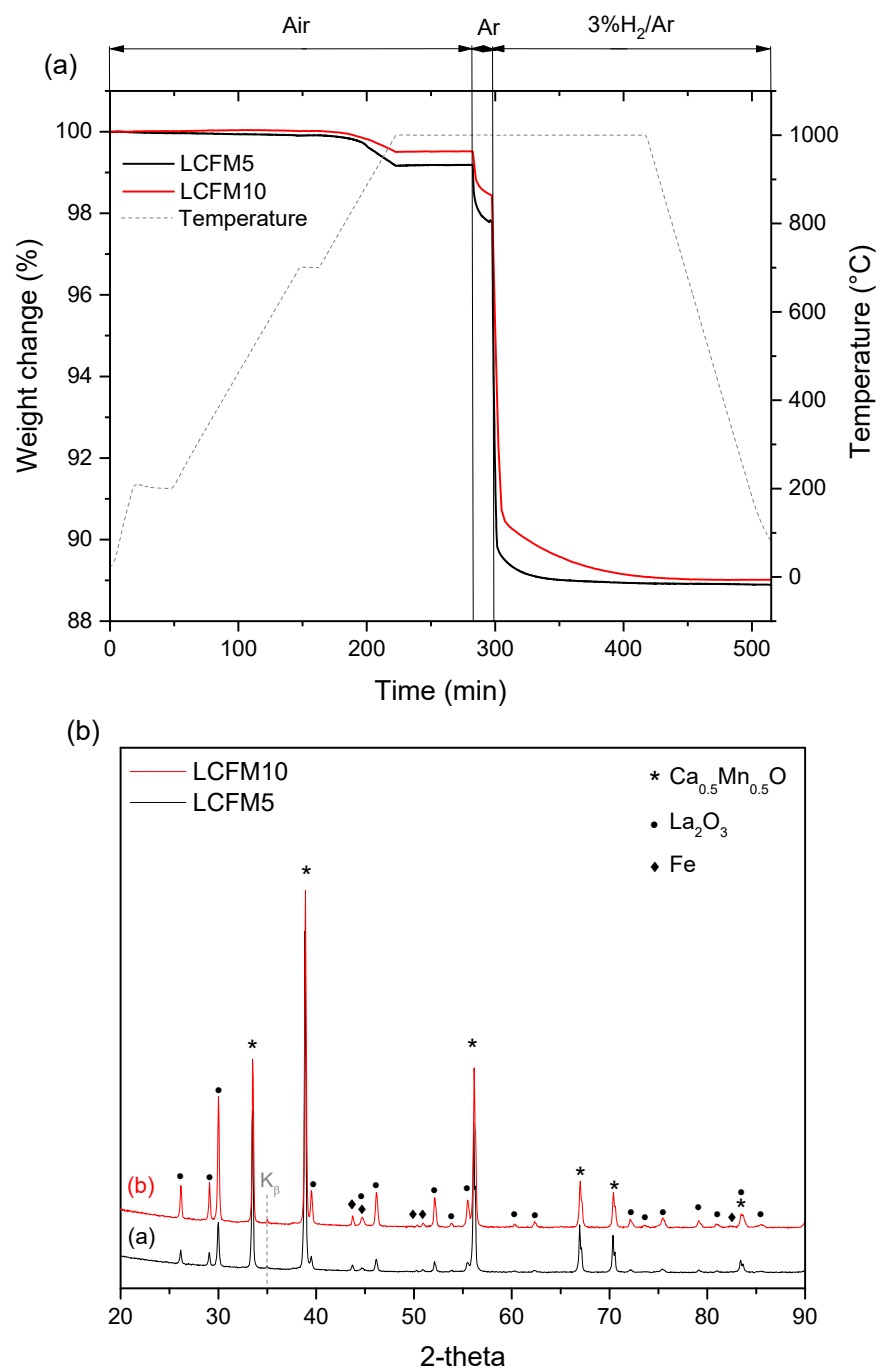 Air Ar 3%H₂/Ar
(a)
100
98
96
94
92
90
88
Weight change (%)
LCFM5
LCFM10
Temperature
1000
800
600
400
200
0
Temperature (°C)
0 100 200 300 400 500
Time (min)
(b)
LCFM10
LCFM5
* Ca₀.₅Mn₀.₅O
• La₂O₃
♦ Fe
Kβ
(b)
(a)
20 30 40 50 60 70 80 90
2-theta